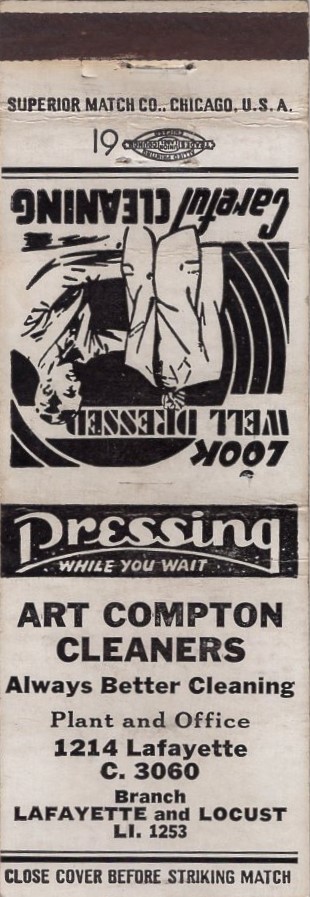 SUPERIOR MATCH CO., CHICAGO, U.S.A.
19
LOOK
WELL DRESSED
Careful CLEANING
Pressing
WHILE YOU WAIT
ART COMPTON
CLEANERS
Always Better Cleaning
Plant and Office
1214 Lafayette
C. 3060
Branch
LAFAYETTE and LOCUST
LI. 1253
CLOSE COVER BEFORE STRIKING MATCH